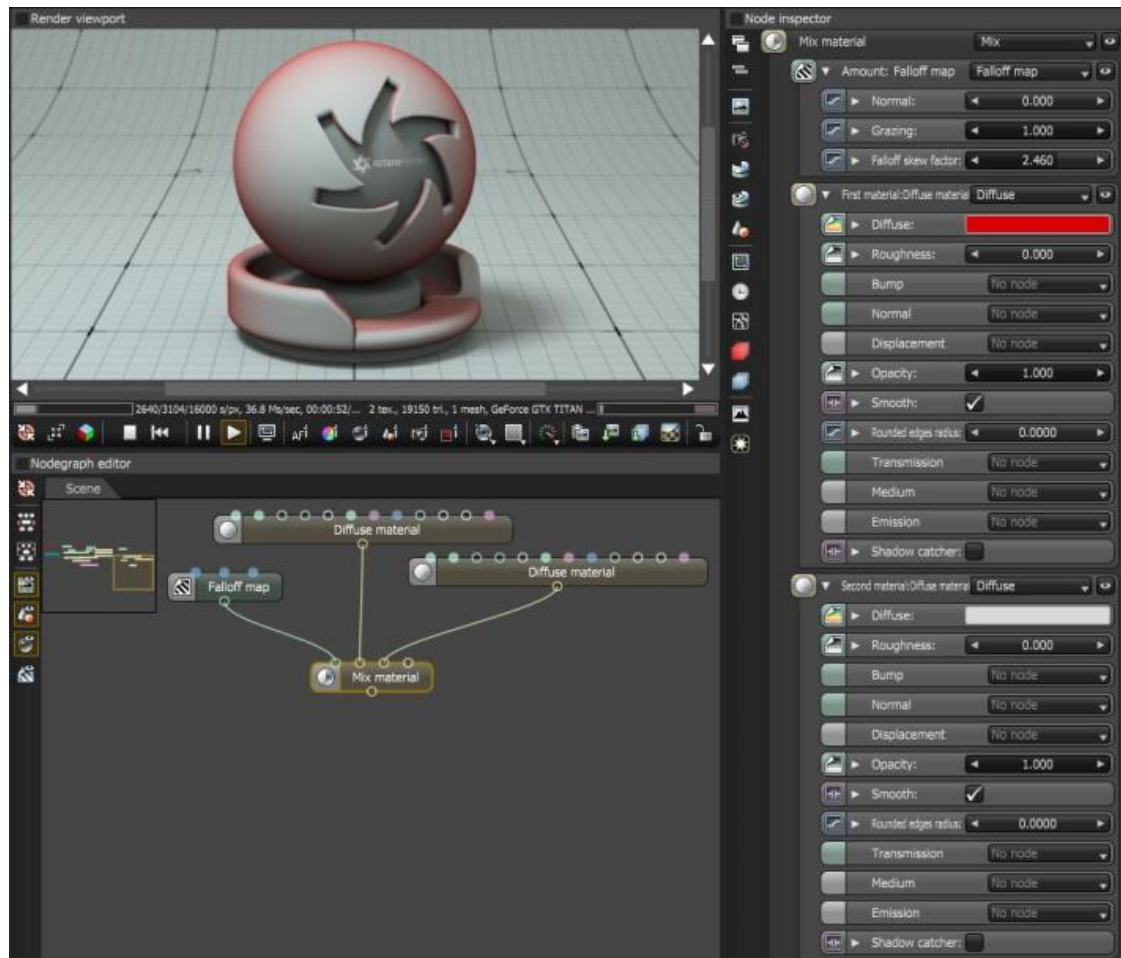 Render viewport
octane
2640/3104/16000 s/px, 36.8 Ms/sec, 00:00:52/... 2 tex., 19150 tri., 1 mesh, GeForce GTX TITAN ...
Nodegraph editor
Scene
Diffuse material
Diffuse material
Falloff map
Mix material
Node inspector
Mix material Mix
Amount: Falloff map Falloff map
Normal: 0.000
Grazing: 1.000
Falloff skew factor: 2.460
First material:Diffuse materia Diffuse
Diffuse:
Roughness: 0.000
Bump No node
Normal No node
Displacement No node
Opacity: 1.000
Smooth:
Rounded edges radius: 0.0000
Transmission No node
Medium No node
Emission No node
Shadow catcher:
Second material:Diffuse materia Diffuse
Diffuse:
Roughness: 0.000
Bump No node
Normal No node
Displacement No node
Opacity: 1.000
Smooth:
Rounded edges radius: 0.0000
Transmission No node
Medium No node
Emission No node
Shadow catcher: